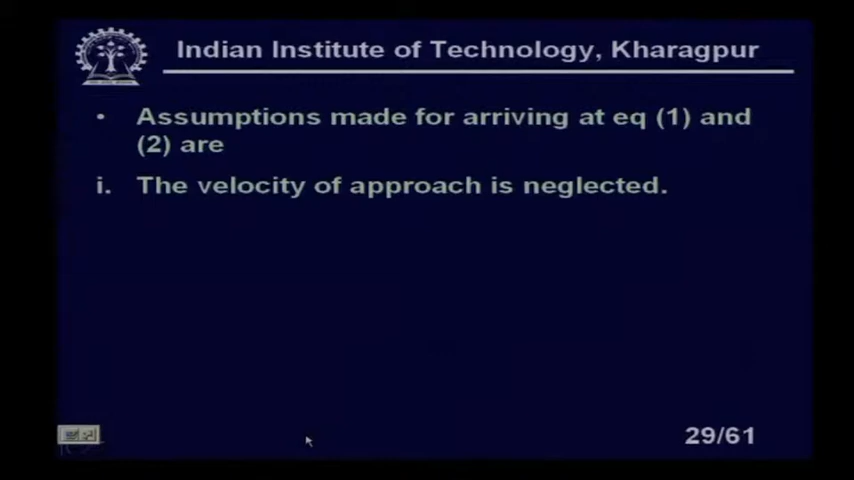 Indian Institute of Technology, Kharagpur
• Assumptions made for arriving at eq (1) and
(2) are
i. The velocity of approach is neglected.
29/61